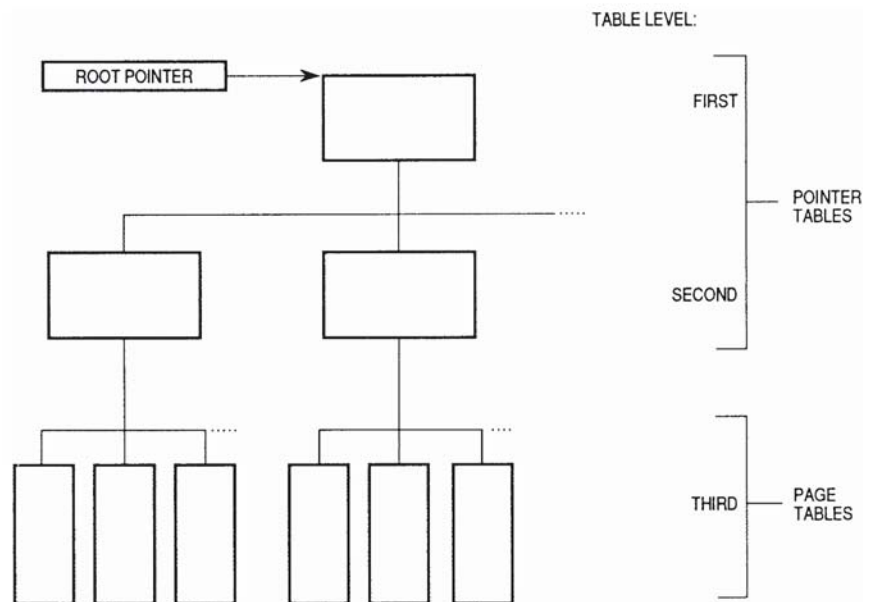 TABLE LEVEL:
ROOT POINTER
FIRST
POINTER
TABLES
SECOND
THIRD
PAGE
TABLES